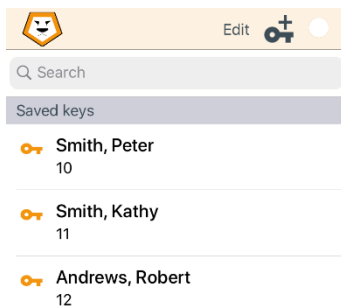 Edit
Search
Saved keys
Smith, Peter
10
Smith, Kathy
11
Andrews, Robert
12